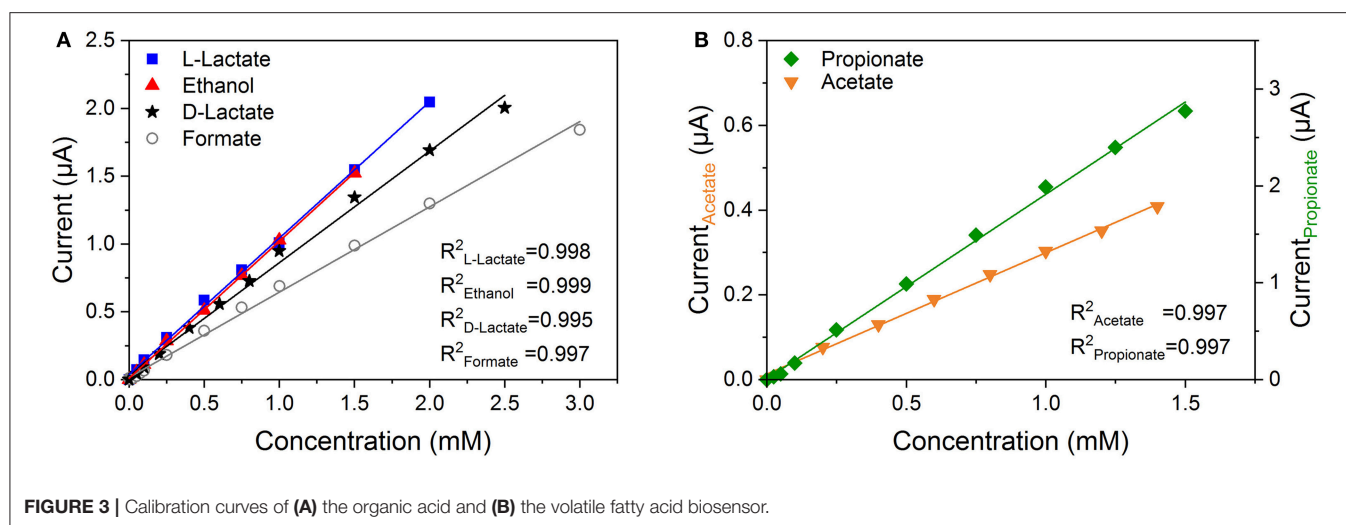 A
2.5
2.0
1.5
1.0
0.5
0.0
Current (µA)
L-Lactate
Ethanol
D-Lactate
Formate
R²L-Lactate=0.998
R²Ethanol =0.999
R²D-Lactate=0.995
R²Formate =0.997
0.0 0.5 1.0 1.5 2.0 2.5 3.0
Concentration (mM)
B
0.8
0.6
0.4
0.2
0.0
CurrentAcetate (µA)
Propionate
Acetate
R²Acetate =0.997
R²Propionate=0.997
3
2
1
0
CurrentPropionate (µA)
0.0 0.5 1.0 1.5
Concentration (mM)
FIGURE 3 | Calibration curves of (A) the organic acid and (B) the volatile fatty acid biosensor.